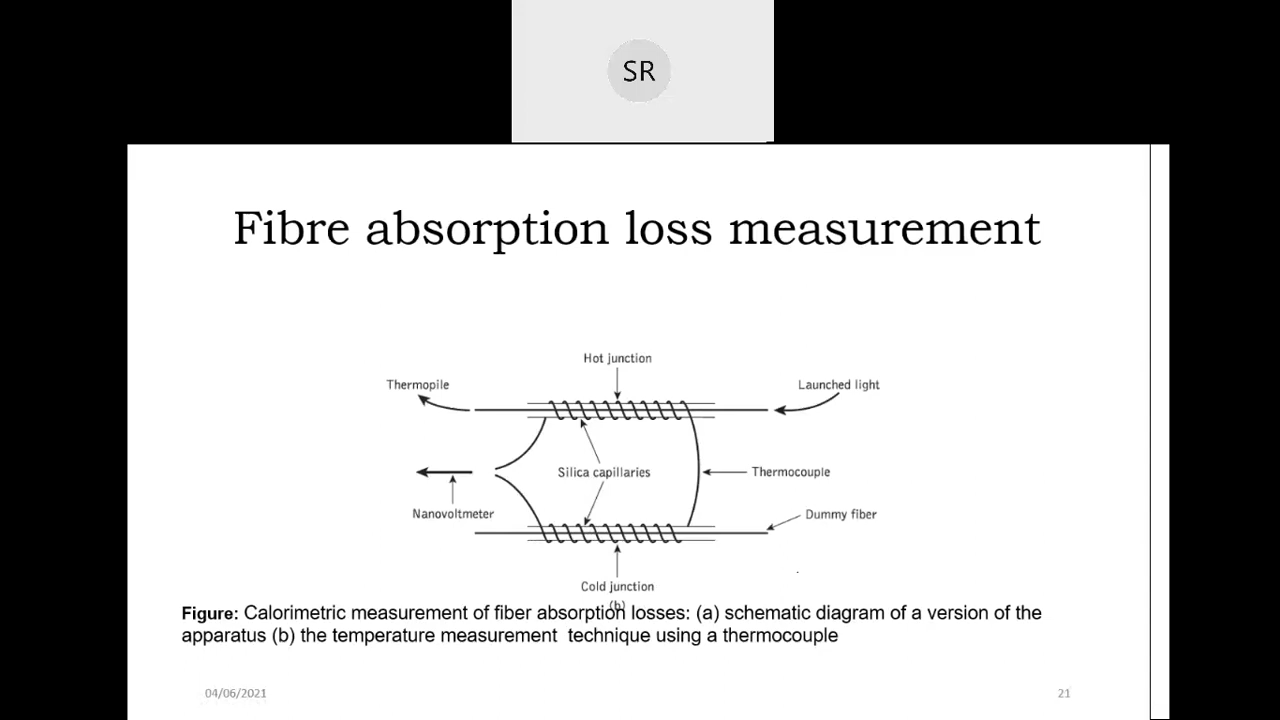 SR
Fibre absorption loss measurement
Hot junction
Thermopile
Launched light
Silica capillaries
Thermocouple
Nanovoltmeter
Dummy fiber
Cold junction
(b)
Figure: Calorimetric measurement of fiber absorption losses: (a) schematic diagram of a version of the
apparatus (b) the temperature measurement technique using a thermocouple
04/06/2021
21